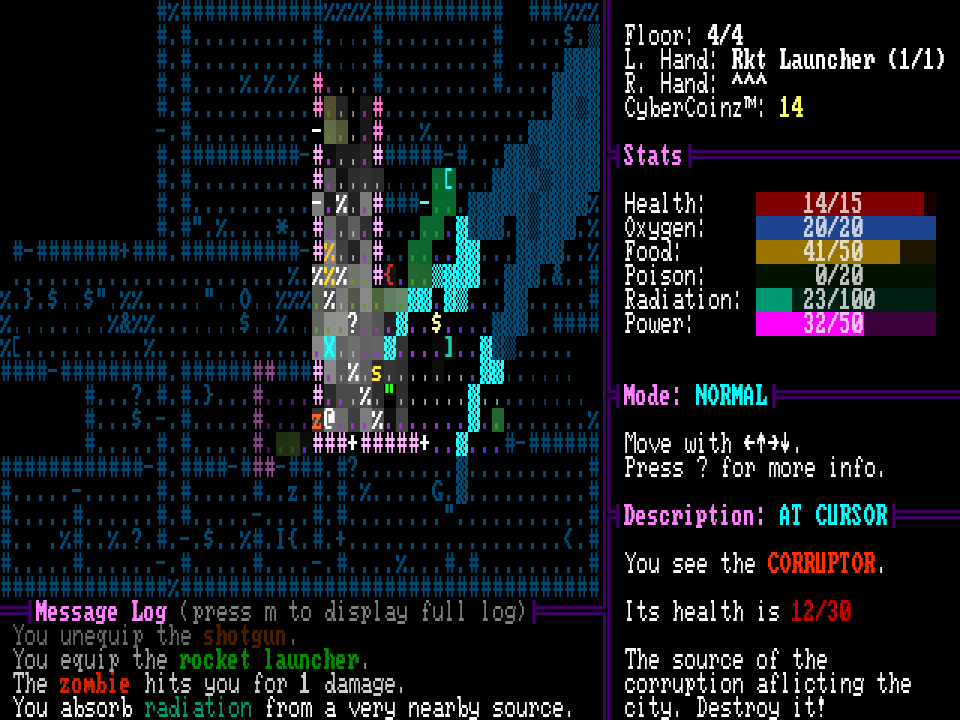 Floor: 4/4
L. Hand: Rkt Launcher (1/1)
R. Hand: ^^^
CyberCoinz™: 14
Stats
Health: 14/15
Oxygen: 20/20
Food: 41/50
Poison: 0/20
Radiation: 23/100
Power: 32/50
Mode: NORMAL
Move with ←↑→↓.
Press ? for more info.
Description: AT CURSOR
You see the CORRUPTOR.
Its health is 12/30
The source of the
corruption aflicting the
city. Destroy it!
Message Log (press m to display full log)
You unequip the shotgun.
You equip the rocket launcher.
The zombie hits you for 1 damage.
You absorb radiation from a very nearby source.